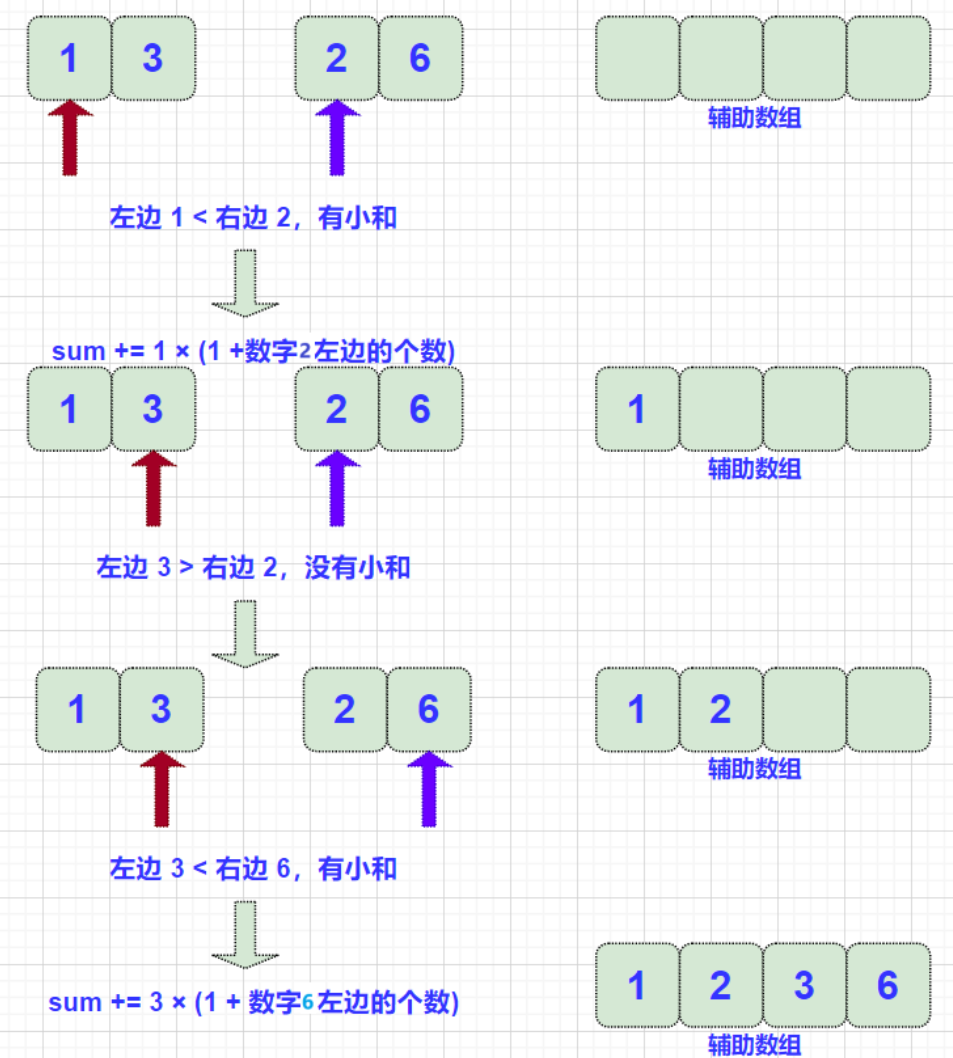 1 3 2 6
辅助数组
左边 1 < 右边 2，有小和
sum += 1 × (1 +数字2左边的个数)
1 3 2 6 1
辅助数组
左边 3 > 右边 2，没有小和
1 3 2 6 1 2
辅助数组
左边 3 < 右边 6，有小和
sum += 3 × (1 + 数字6左边的个数)
1 2 3 6
辅助数组